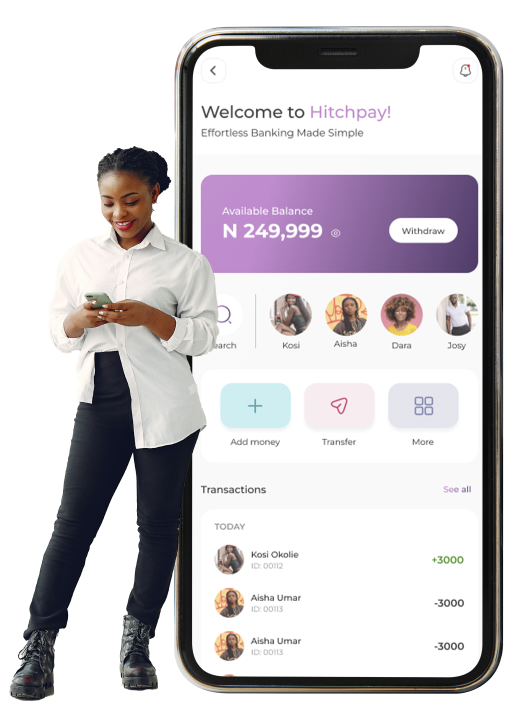 Welcome to Hitchpay!
Effortless Banking Made Simple
Available Balance
N 249,999
Withdraw
earch
Kosi
Aisha
Dara
Josy
Add money
Transfer
More
Transactions
See all
TODAY
Kosi Okolie
ID: 00112
+3000
Aisha Umar
ID: 00113
-3000
Aisha Umar
ID: 00113
-3000